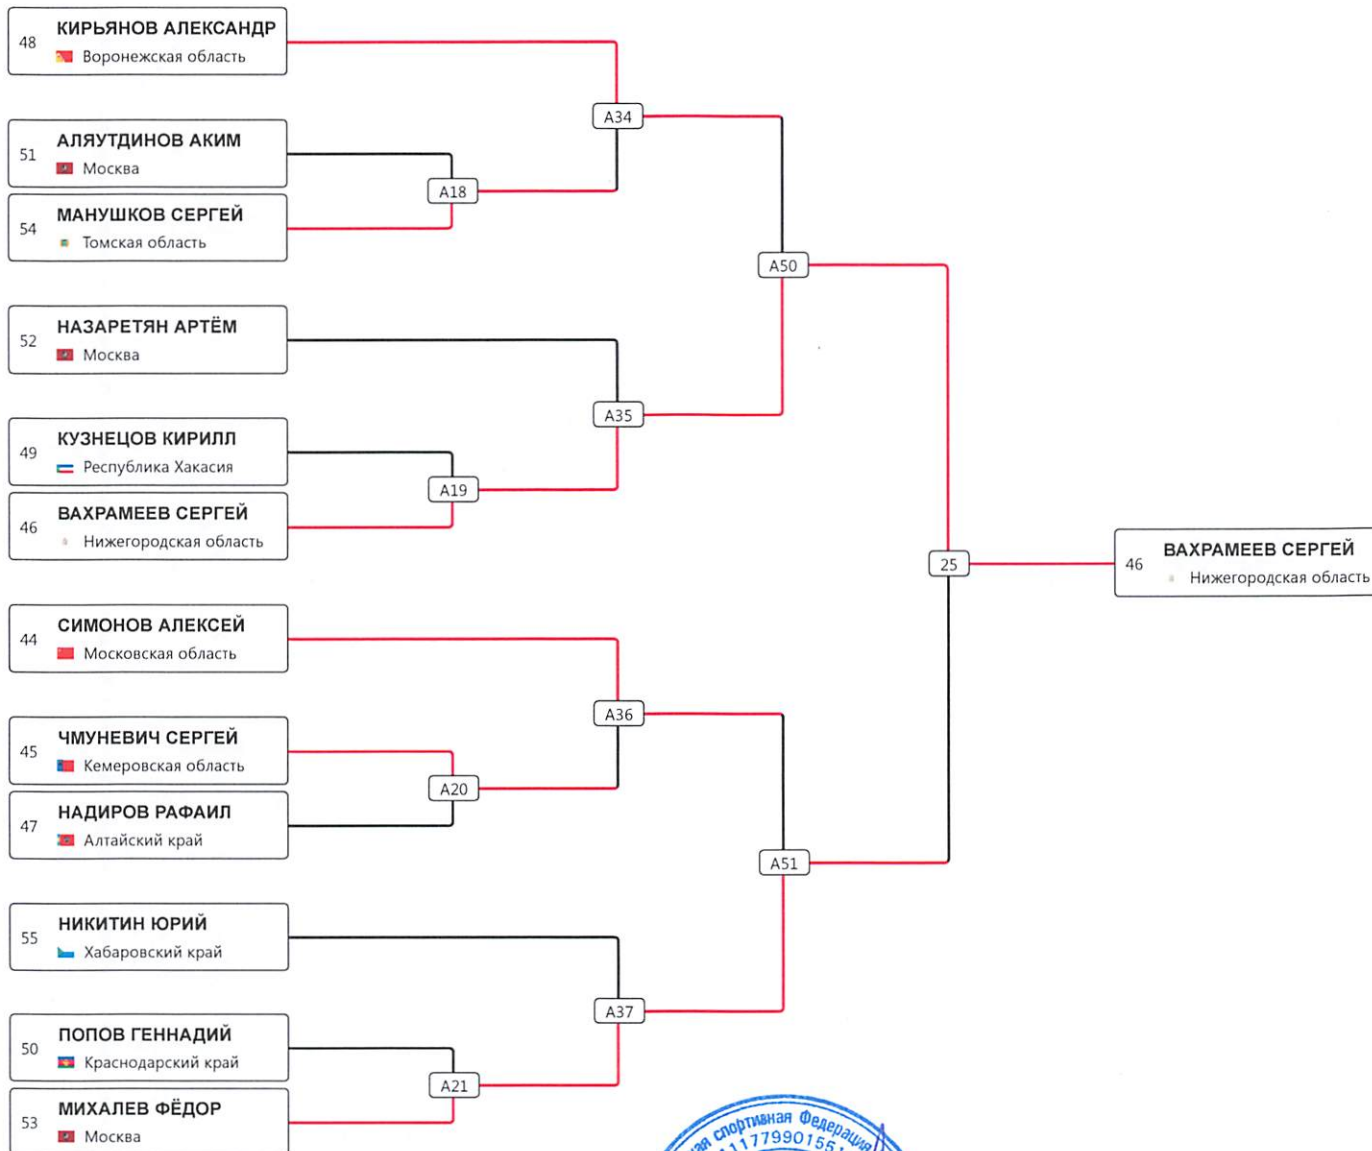 48 КИРЬЯНОВ АЛЕКСАНДР
Воронежская область
A34
51 АЛЯУТДИНОВ АКИМ
Москва
A18
54 МАНУШКОВ СЕРГЕЙ
Томская область
A50
52 НАЗАРЕТЯН АРТЁМ
Москва
A35
49 КУЗНЕЦОВ КИРИЛЛ
Республика Хакасия
A19
46 ВАХРАМЕЕВ СЕРГЕЙ
Нижегородская область
25
46 ВАХРАМЕЕВ СЕРГЕЙ
Нижегородская область
44 СИМОНОВ АЛЕКСЕЙ
Московская область
A36
45 ЧМУНЕВИЧ СЕРГЕЙ
Кемеровская область
A20
47 НАДИРОВ РАФАИЛ
Алтайский край
A51
55 НИКИТИН ЮРИЙ
Хабаровский край
A37
50 ПОПОВ ГЕННАДИЙ
Краснодарский край
A21
53 МИХАЛЕВ ФЁДОР
Москва
спортивная Федерация